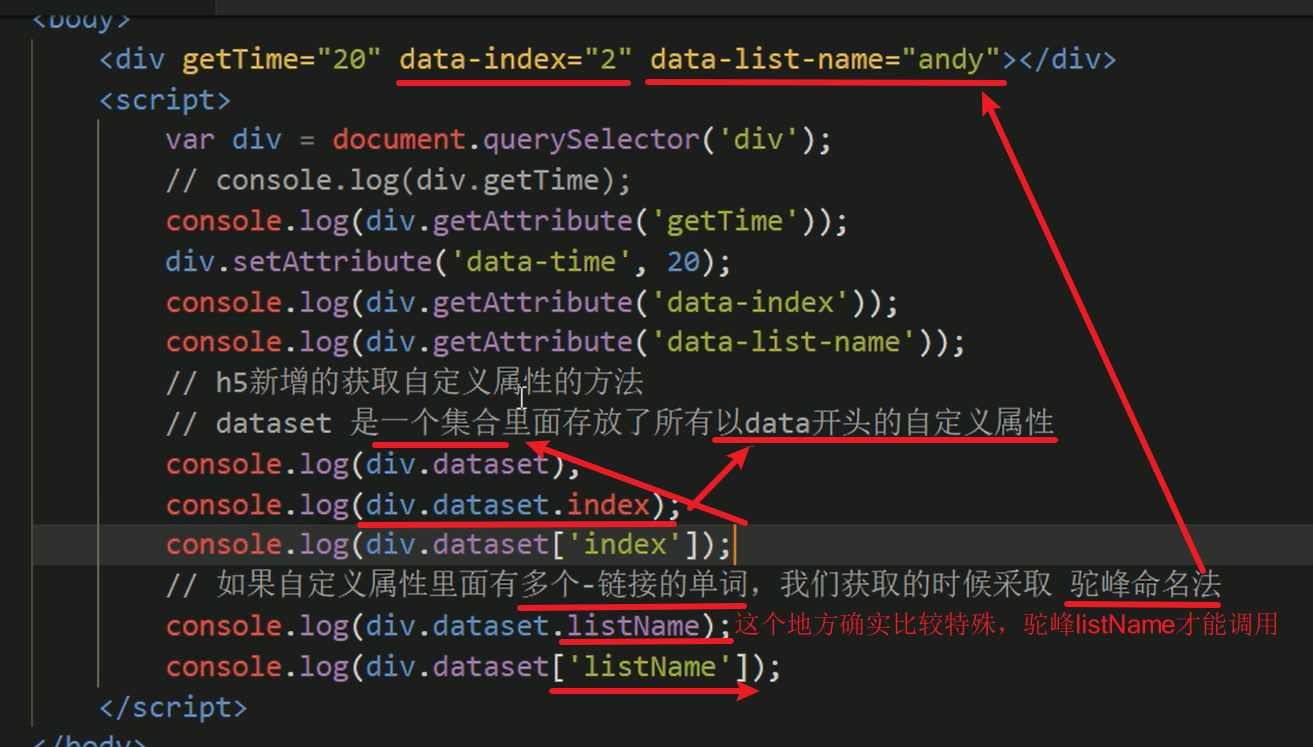 <body>
<div getTime="20" data-index="2" data-list-name="andy"></div>
<script>
var div = document.querySelector('div');
// console.log(div.getTime);
console.log(div.getAttribute('getTime'));
div.setAttribute('data-time', 20);
console.log(div.getAttribute('data-index'));
console.log(div.getAttribute('data-list-name'));
// h5新增的获取自定义属性的方法
// dataset 是一个集合里面存放了所有以data开头的自定义属性
console.log(div.dataset);
console.log(div.dataset.index);
console.log(div.dataset['index']);
// 如果自定义属性里面有多个-链接的单词，我们获取的时候采取 驼峰命名法
console.log(div.dataset.listName);这个地方确实比较特殊，驼峰listName才能调用
console.log(div.dataset['listName']);
</script>
</body>